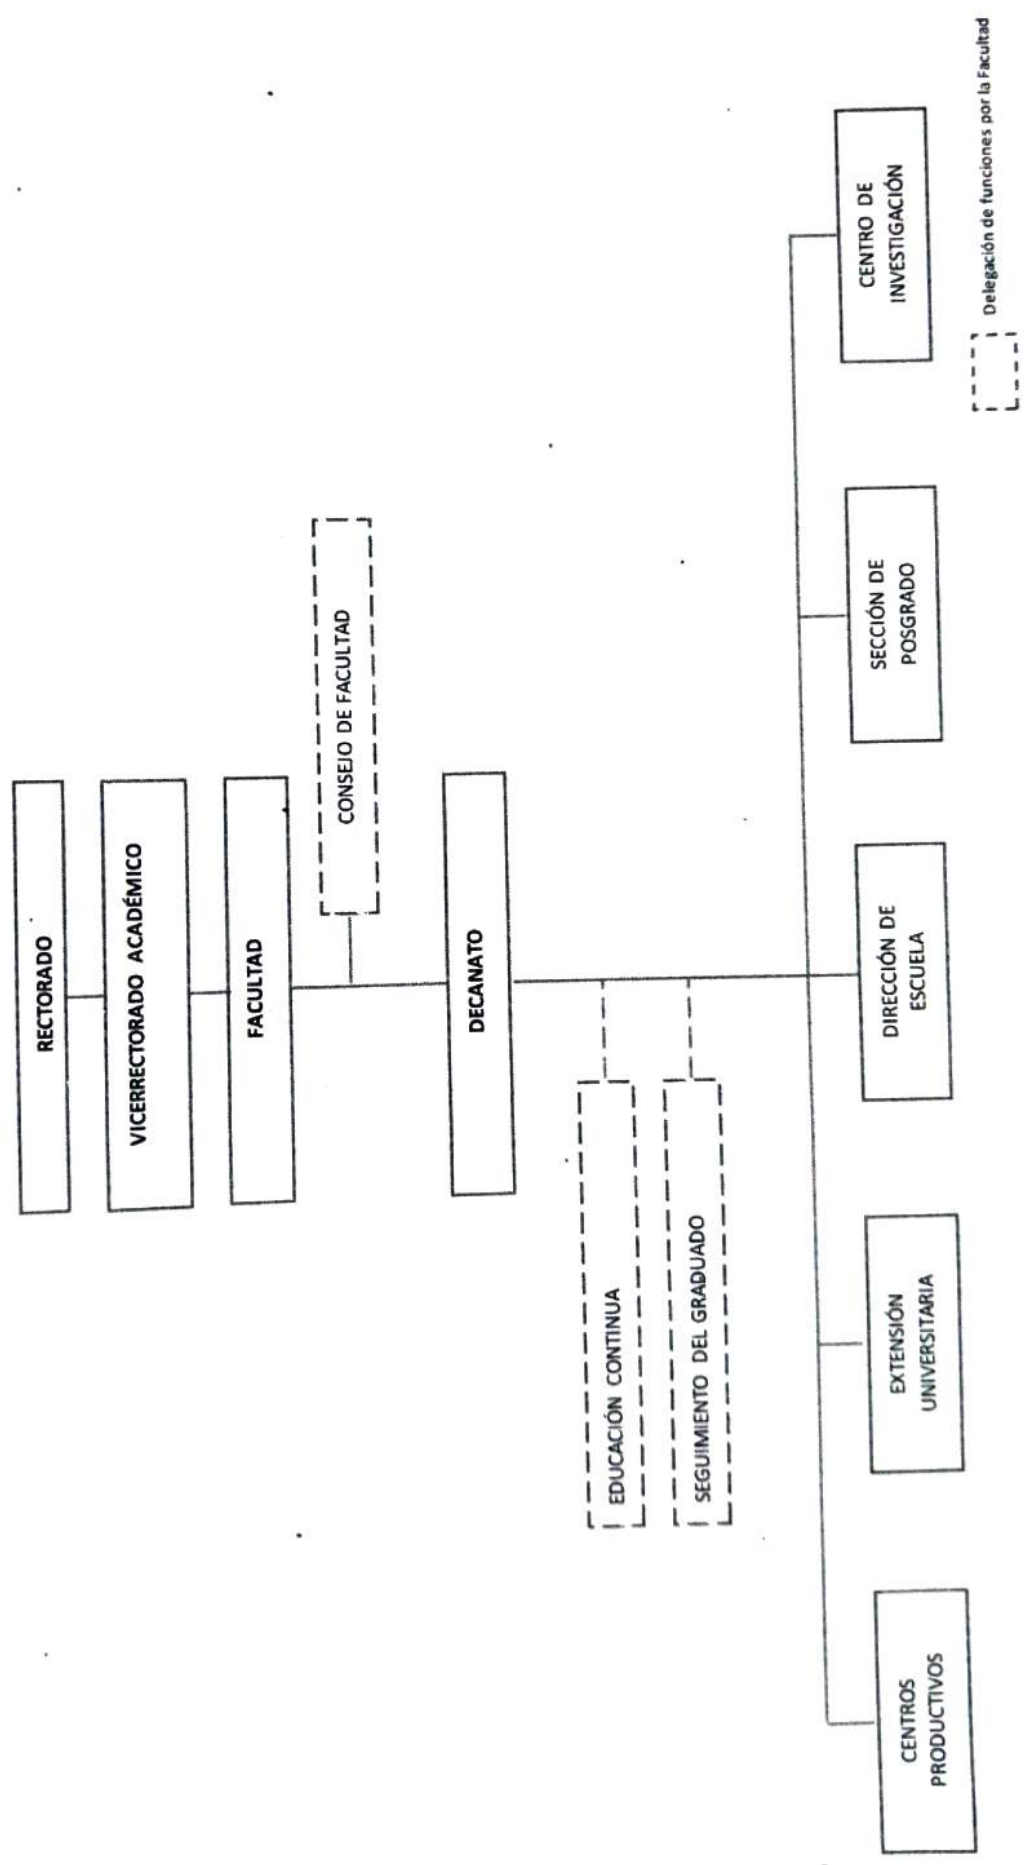 RECTORADO
VICERRECTORADO ACADÉMICO
FACULTAD
CONSEJO DE FACULTAD
DECANATO
EDUCACIÓN CONTINUA
SEGUIMIENTO DEL GRADUADO
CENTROS
PRODUCTIVOS
EXTENSIÓN
UNIVERSITARIA
DIRECCIÓN DE
ESCUELA
SECCIÓN DE
POSGRADO
CENTRO DE
INVESTIGACIÓN
Delegación de funciones por la Facultad